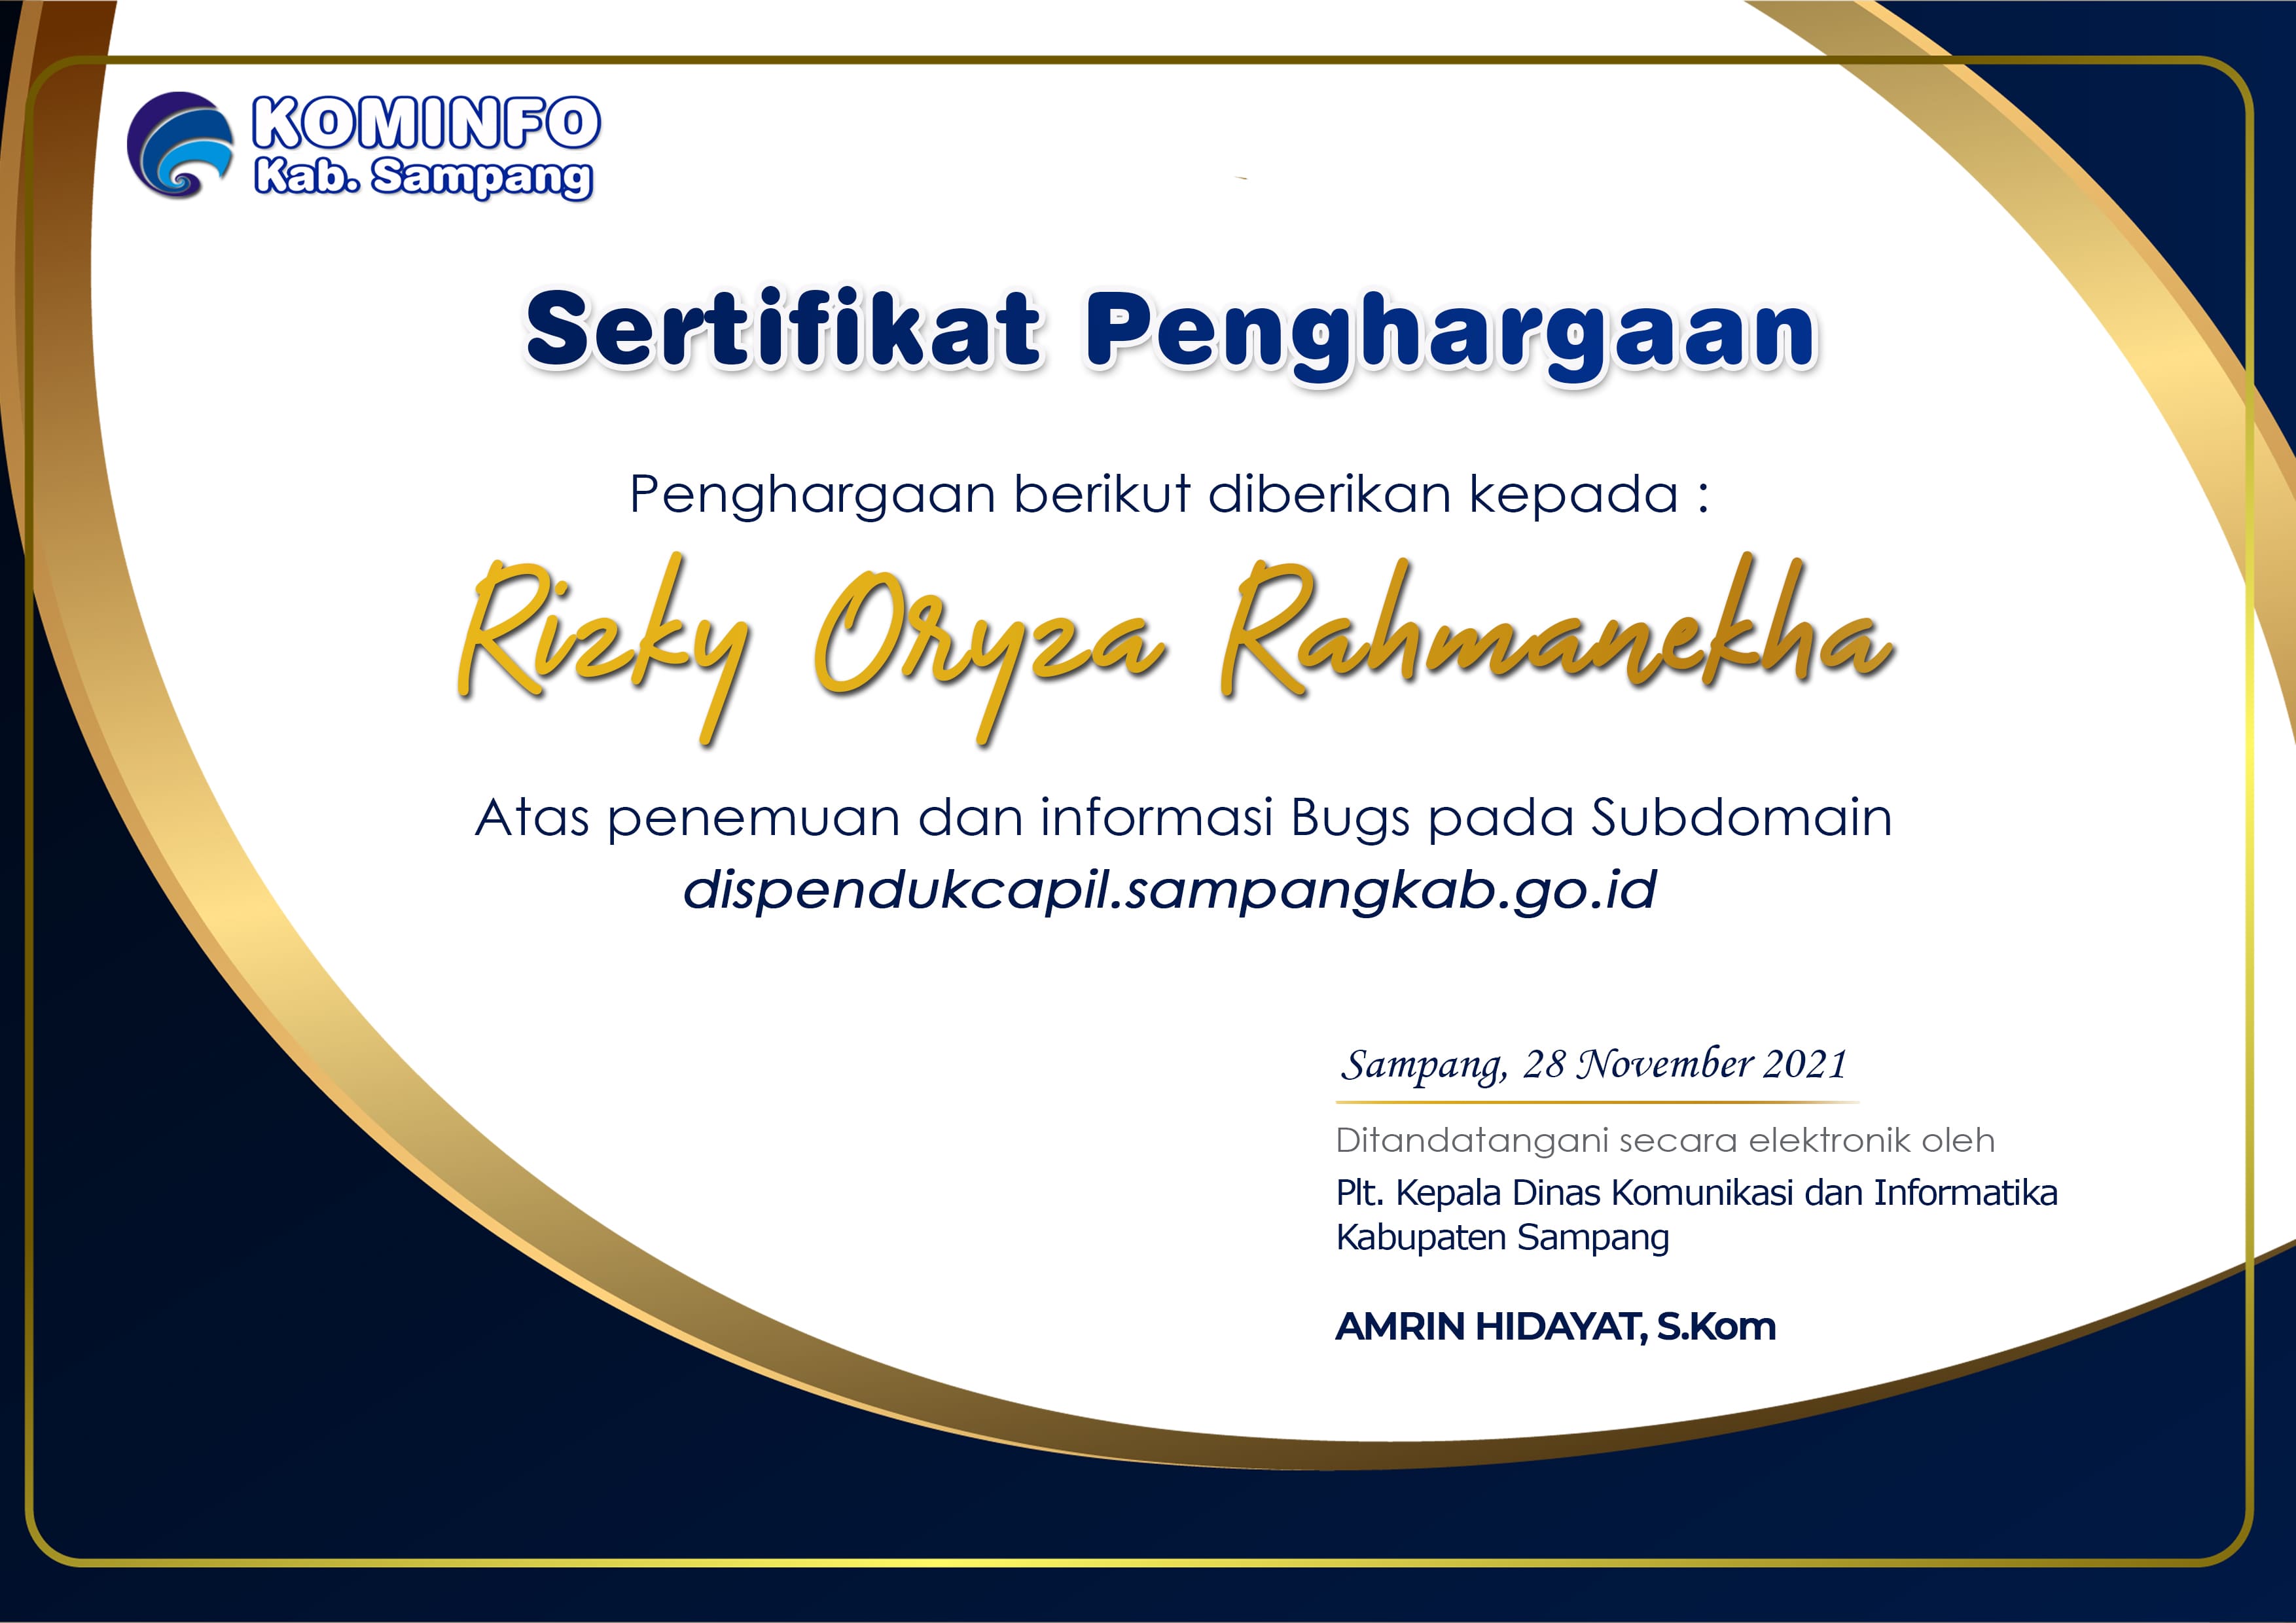 KOMINFO
Kab. Sampang
Sertifikat Penghargaan
Penghargaan berikut diberikan kepada :
Rizky Oryza Rahmanekha
Atas penemuan dan informasi Bugs pada Subdomain
dispendukcapil.sampangkab.go.id
Sampang, 28 November 2021
Ditandatangani secara elektronik oleh
Plt. Kepala Dinas Komunikasi dan Informatika
Kabupaten Sampang
AMRIN HIDAYAT, S.Kom